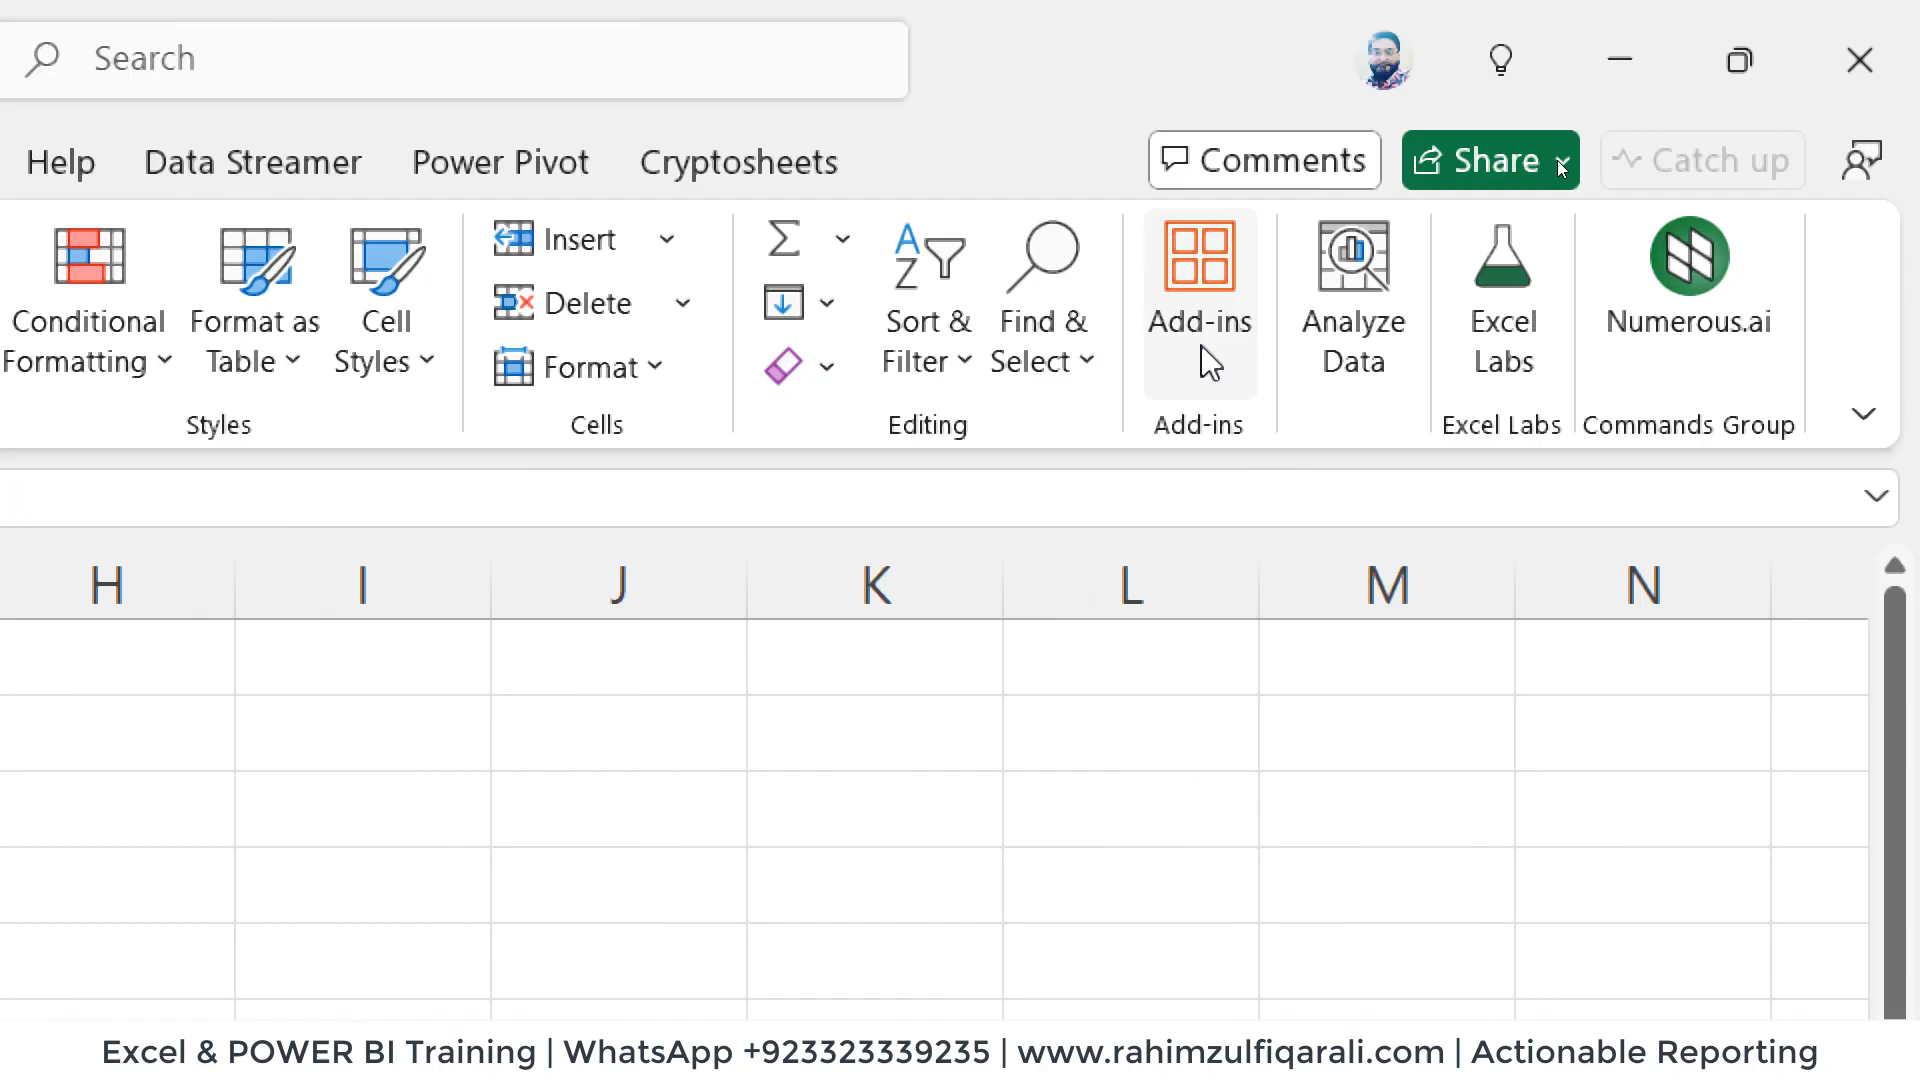 Search
Help Data Streamer Power Pivot Cryptosheets Comments Share Catch up
Conditional Formatting
Format as Table
Cell Styles
Styles
Insert
Delete
Format
Cells
Sort & Filter
Find & Select
Editing
Add-ins
Add-ins
Analyze Data
Excel Labs
Excel Labs
Numerous.ai
Commands Group
H I J K L M N
Excel & POWER BI Training | WhatsApp +923323339235 | www.rahimzulfiqarali.com | Actionable Reporting